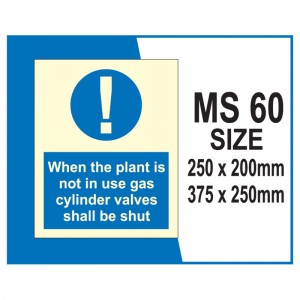 !
When the plant is
not in use gas
cylinder valves
shall be shut
MS 60
SIZE
250 x 200mm
375 x 250mm